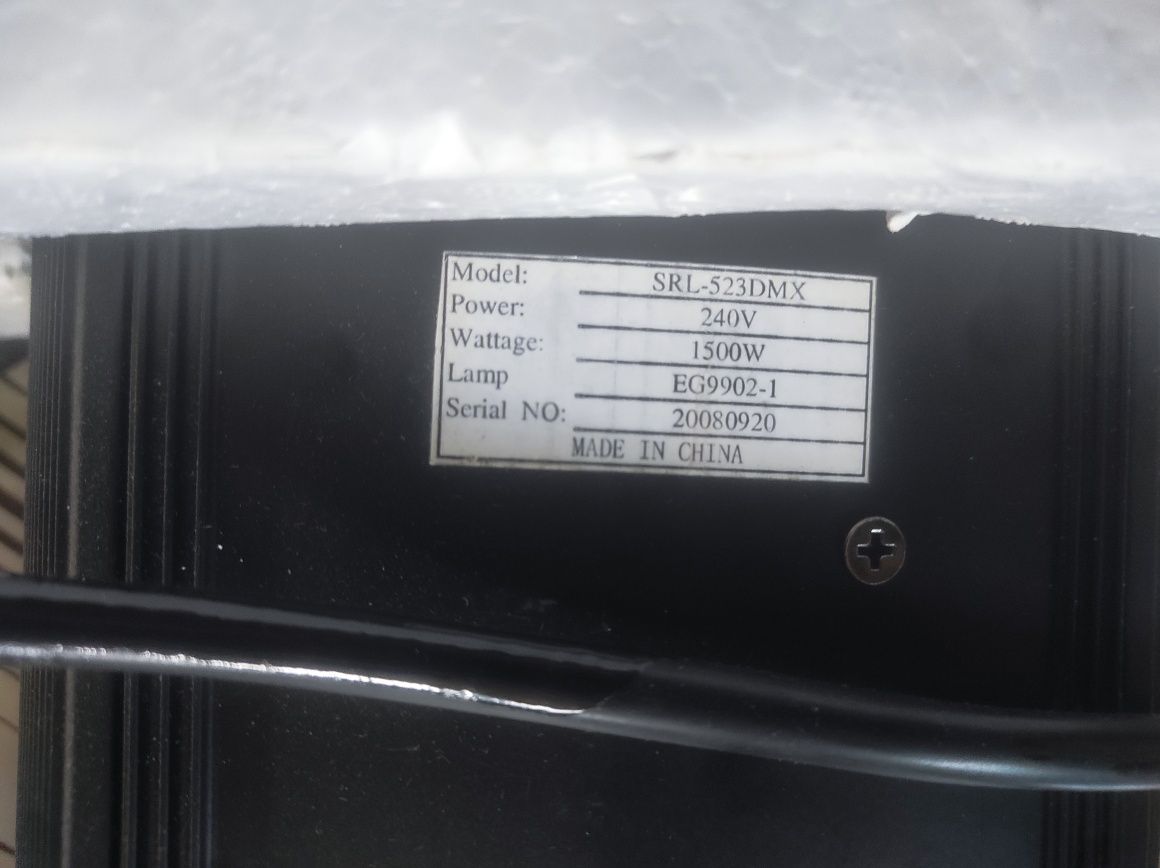 Model: SRL-523DMX
Power: 240V
Wattage: 1500W
Lamp EG9902-1
Serial NO: 20080920
MADE IN CHINA